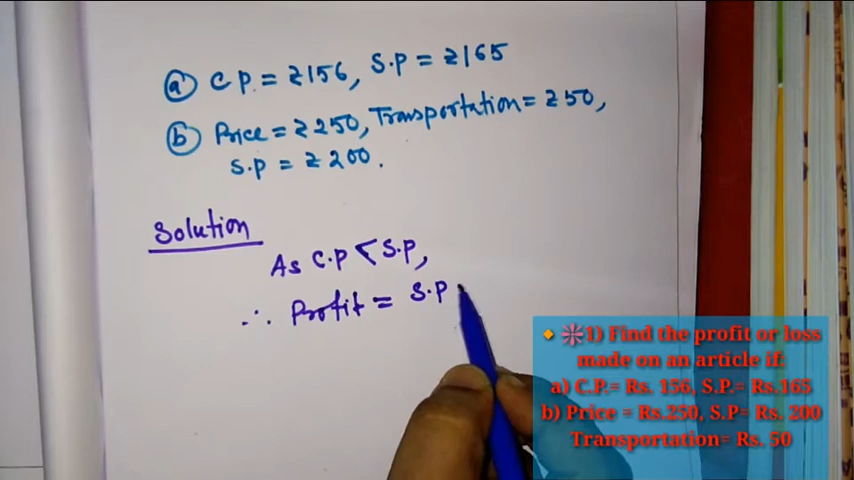 a C P. = ₹156, S.P = ₹165
b Price = ₹250, Transportation = ₹50,
S.P = ₹200.
Solution
As C.P < S.P,
∴ Profit = S.P
🔸❇1) Find the profit or loss
made on an article if:
a) C.P.= Rs. 156, S.P.= Rs.165
b) Price = Rs.250, S.P= Rs. 200
Transportation= Rs. 50